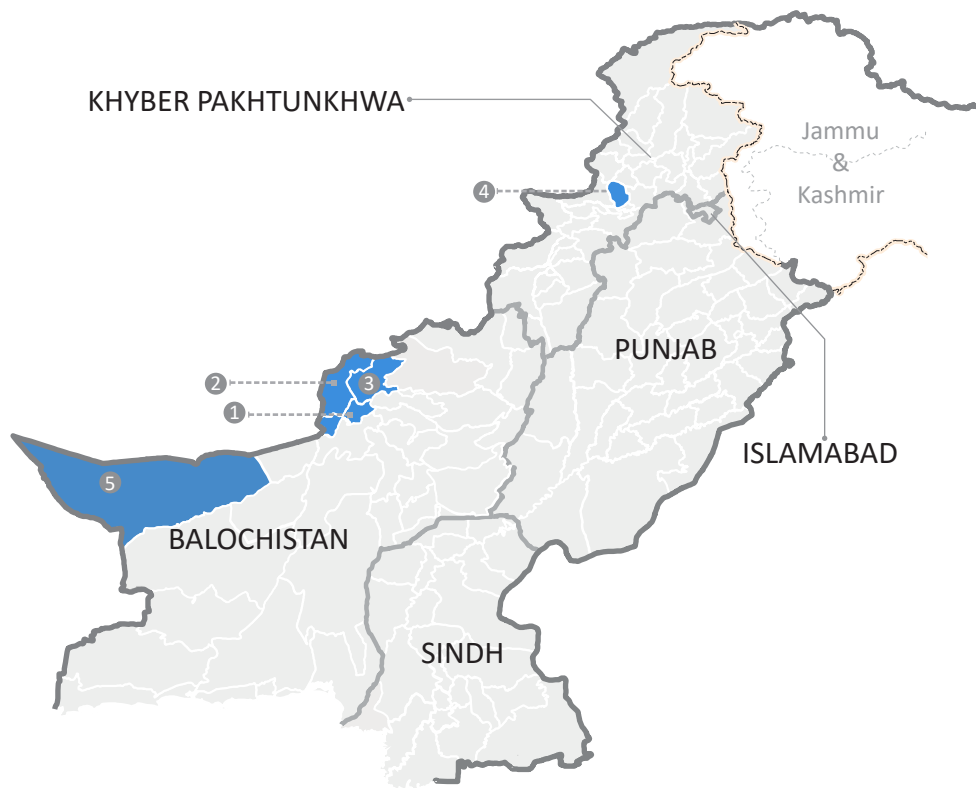 KHYBER PAKHTUNKHWA
Jammu
&
Kashmir
4
PUNJAB
2
3
1
ISLAMABAD
5
BALOCHISTAN
SINDH